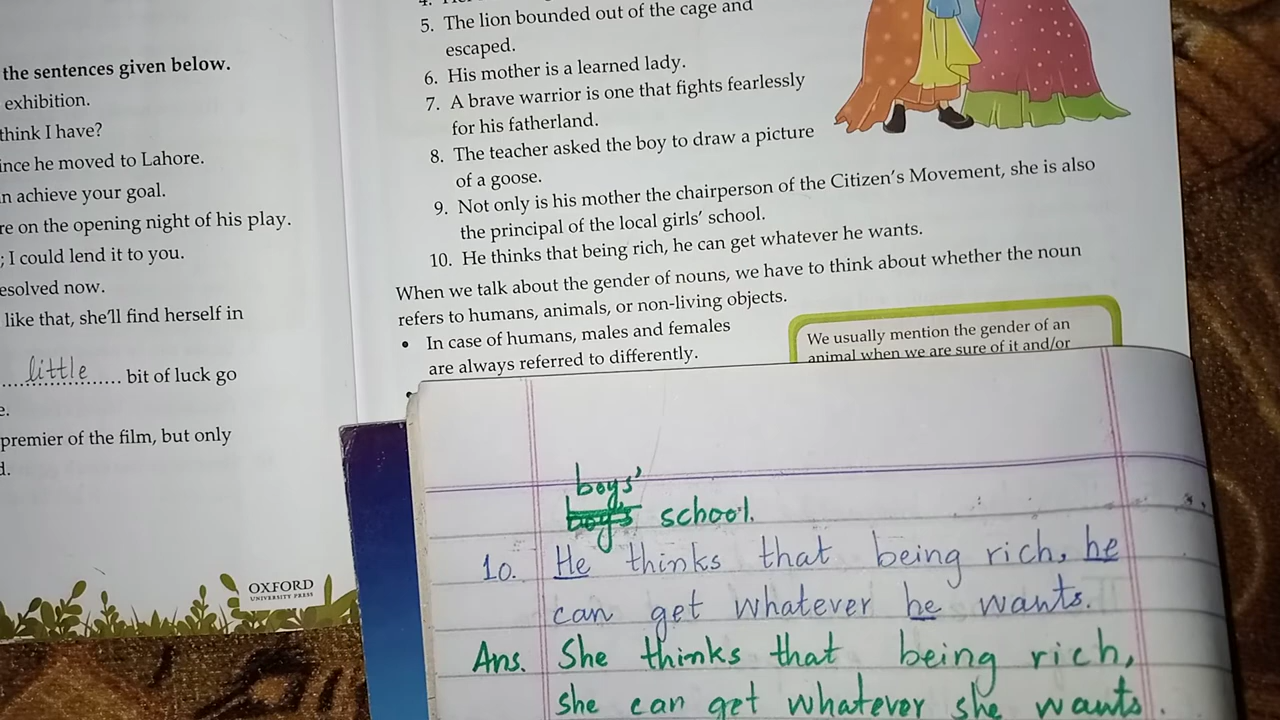 the sentences given below.
exhibition.
think I have?
ince he moved to Lahore.
n achieve your goal.
re on the opening night of his play.
; I could lend it to you.
esolved now.
like that, she'll find herself in
little bit of luck go
e.
premier of the film, but only
d.
OXFORD
UNIVERSITY PRESS
4.
5. The lion bounded out of the cage and
escaped.
6. His mother is a learned lady.
7. A brave warrior is one that fights fearlessly
for his fatherland.
8. The teacher asked the boy to draw a picture
of a goose.
9. Not only is his mother the chairperson of the Citizen's Movement, she is also
the principal of the local girls' school.
10. He thinks that being rich, he can get whatever he wants.
When we talk about the gender of nouns, we have to think about whether the noun
refers to humans, animals, or non-living objects.
• In case of humans, males and females
are always referred to differently.
We usually mention the gender of an
animal when we are sure of it and/or
boys'
boy's school.
10. He thinks that being rich, he
can get whatever he wants.
Ans. She thinks that being rich,
she can get whatever she wants.